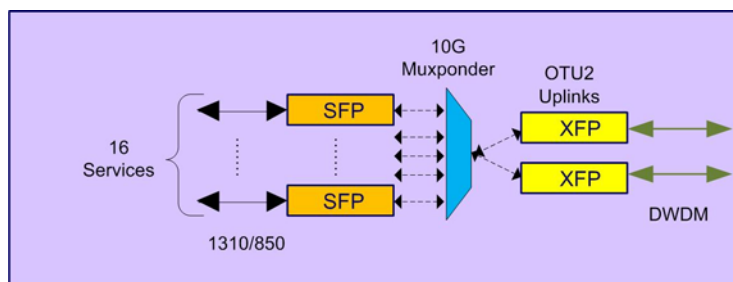 10G
Muxponder
OTU2
Uplinks
SFP
XFP
16
Services
XFP
SFP
1310/850
DWDM